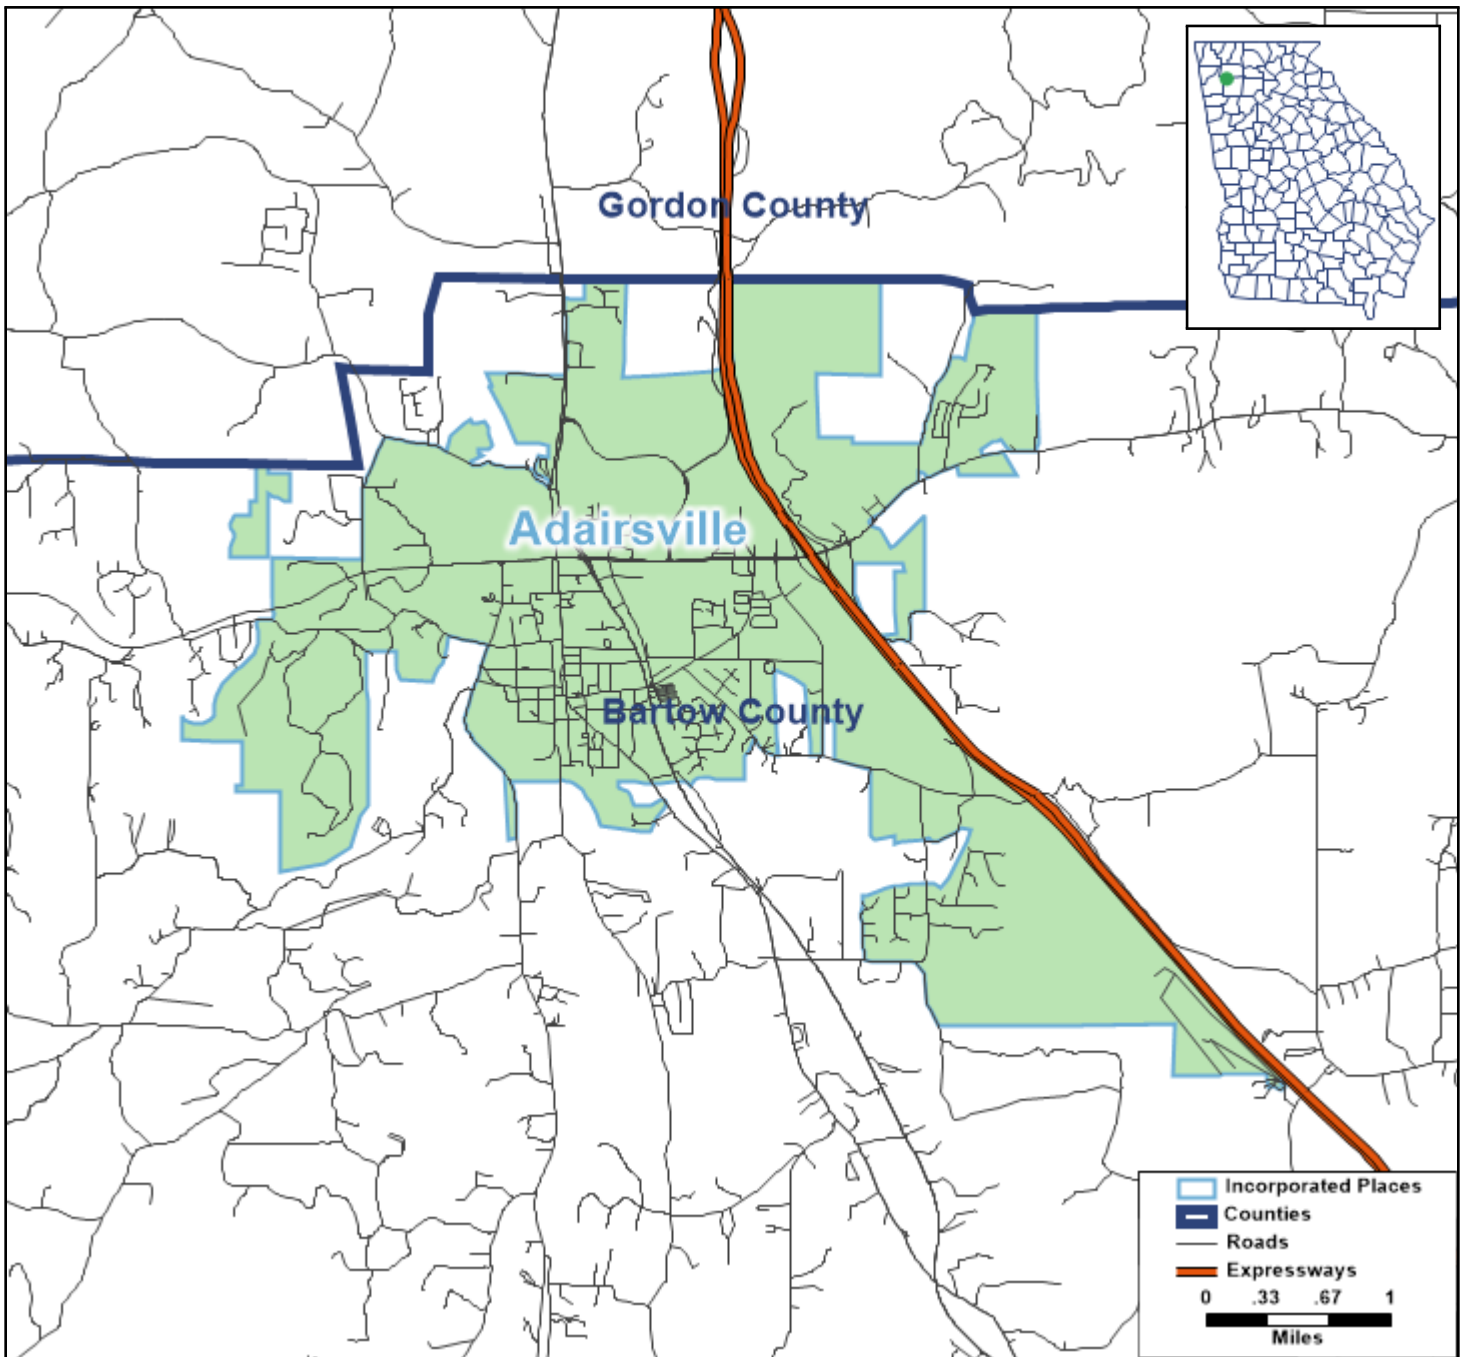 Gordon County
Adairsville
Bartow County
Incorporated Places
Counties
Roads
Expressways
0 .33 .67 1
Miles